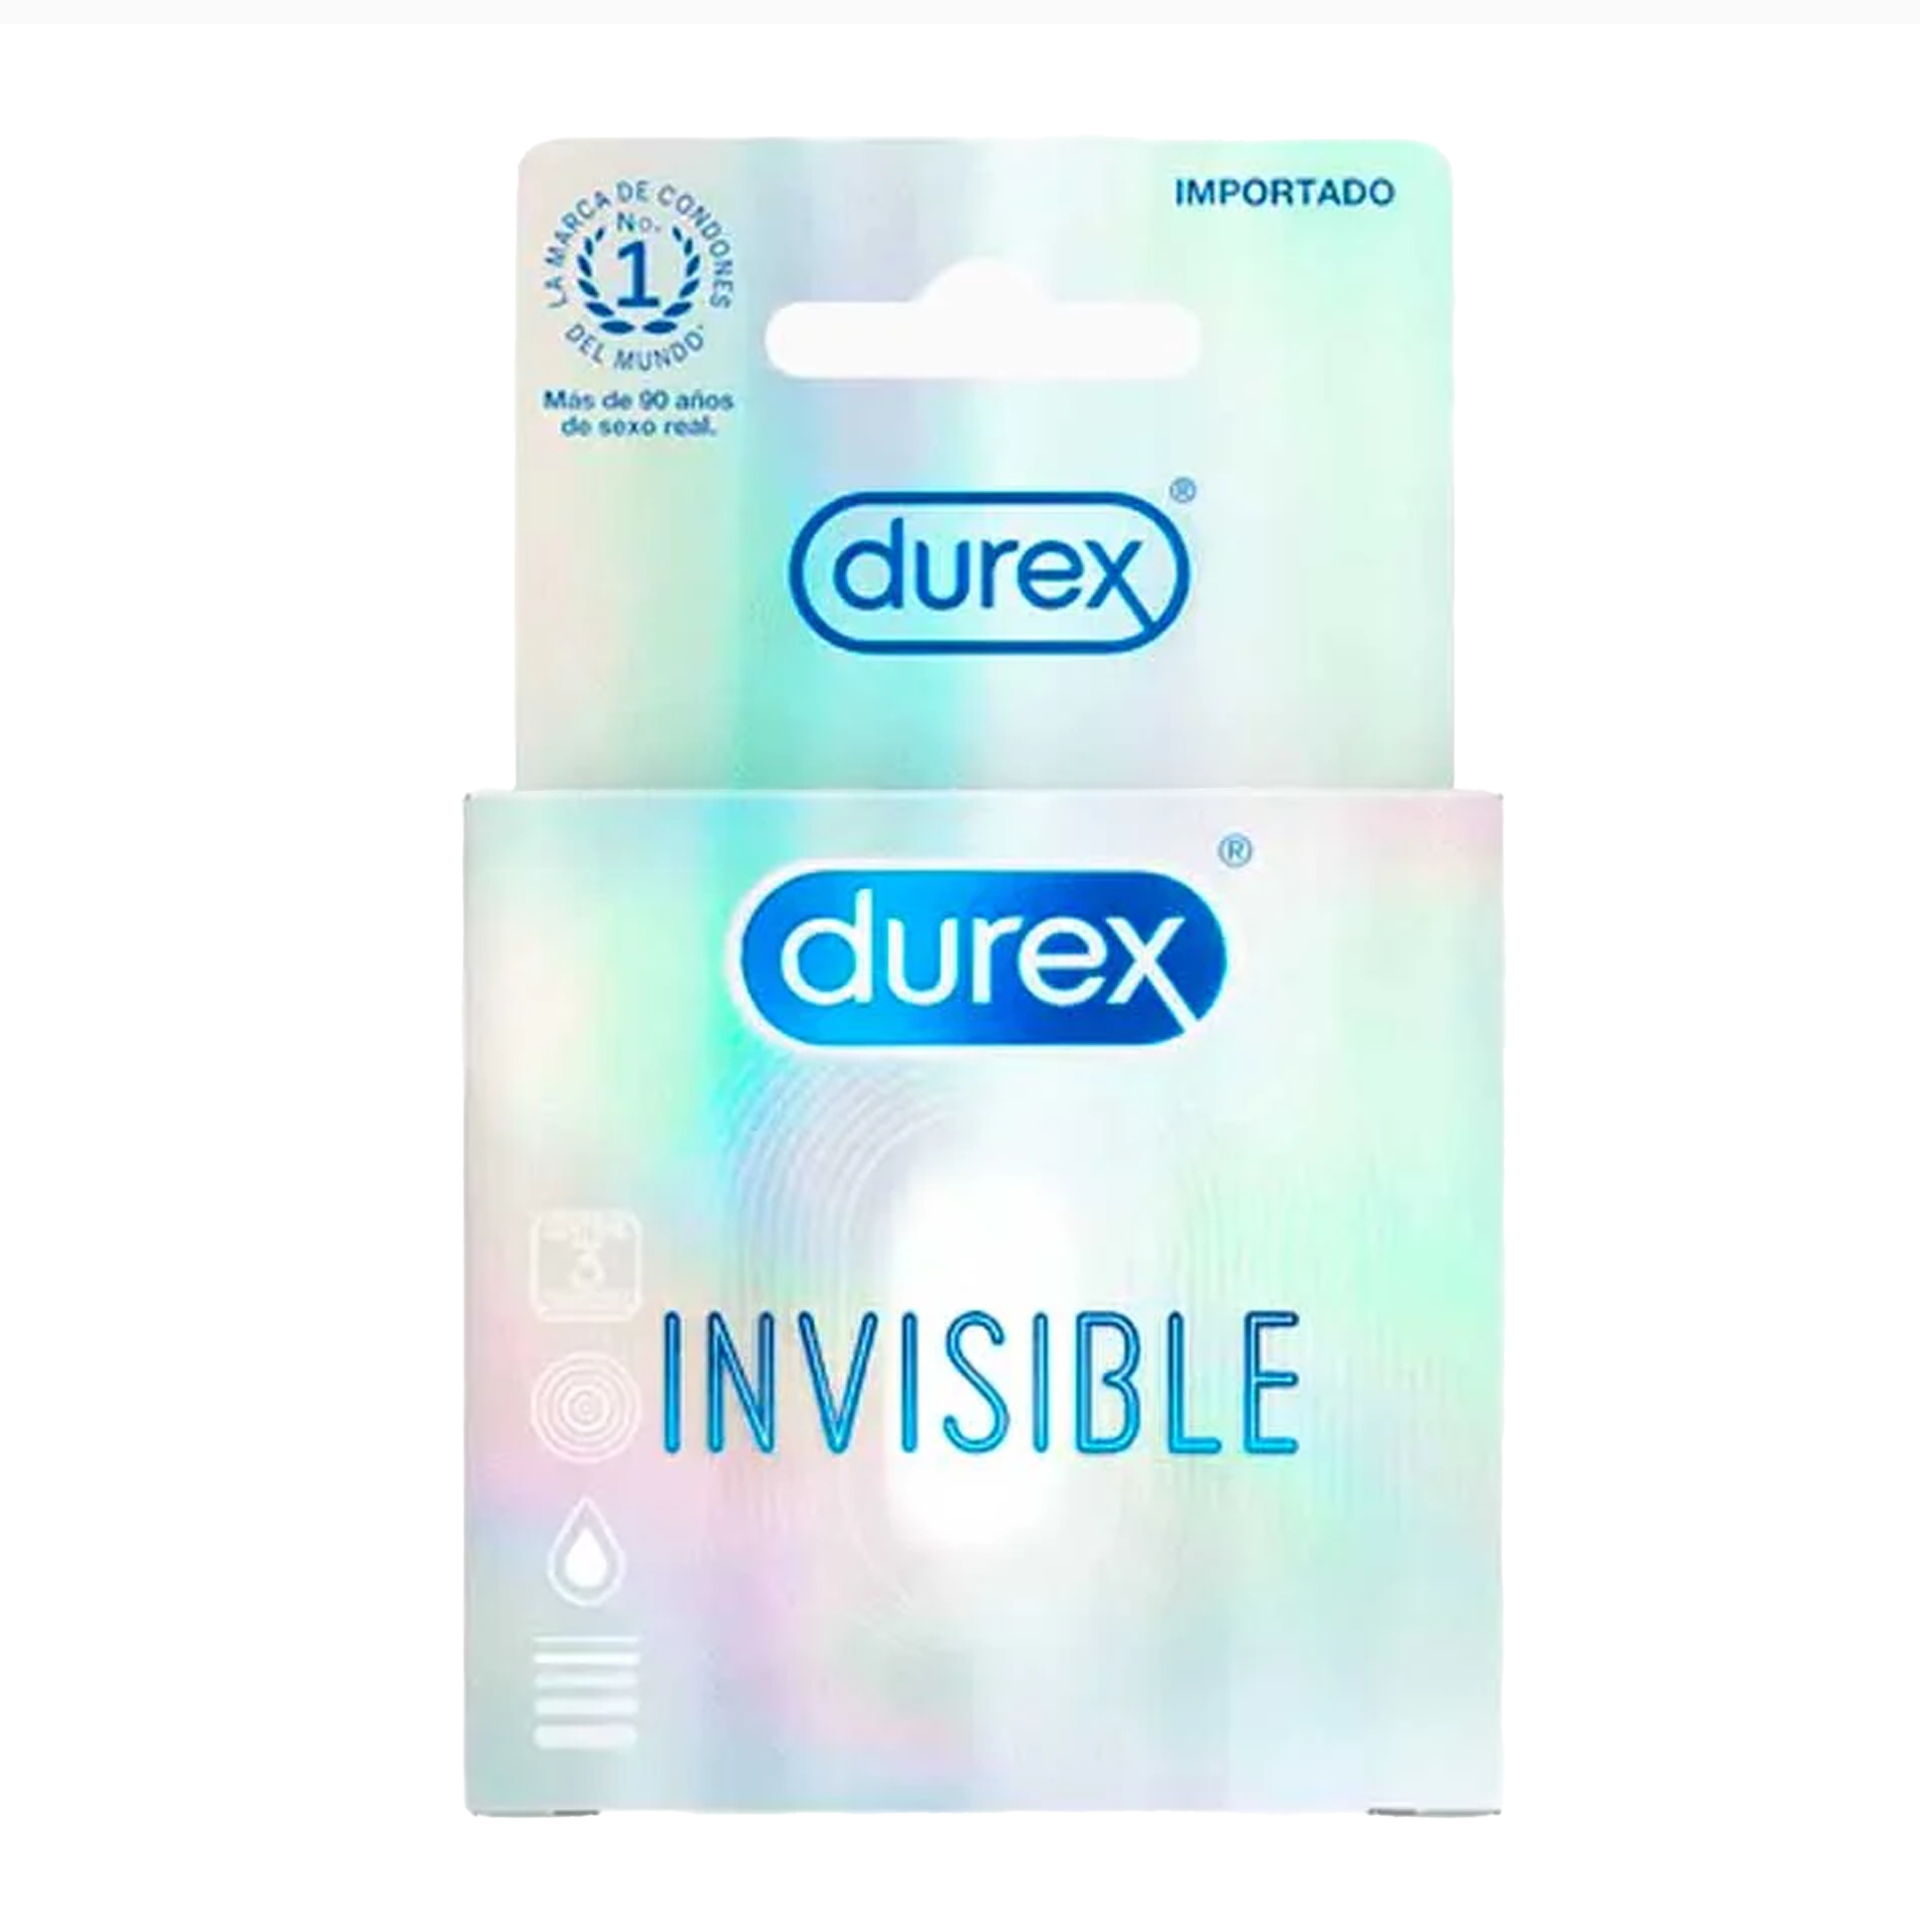 LA MARCA DE CONDONES
No.
1
DEL MUNDO
Más de 90 años
de sexo real.
IMPORTADO
durex®
durex®
INVISIBLE